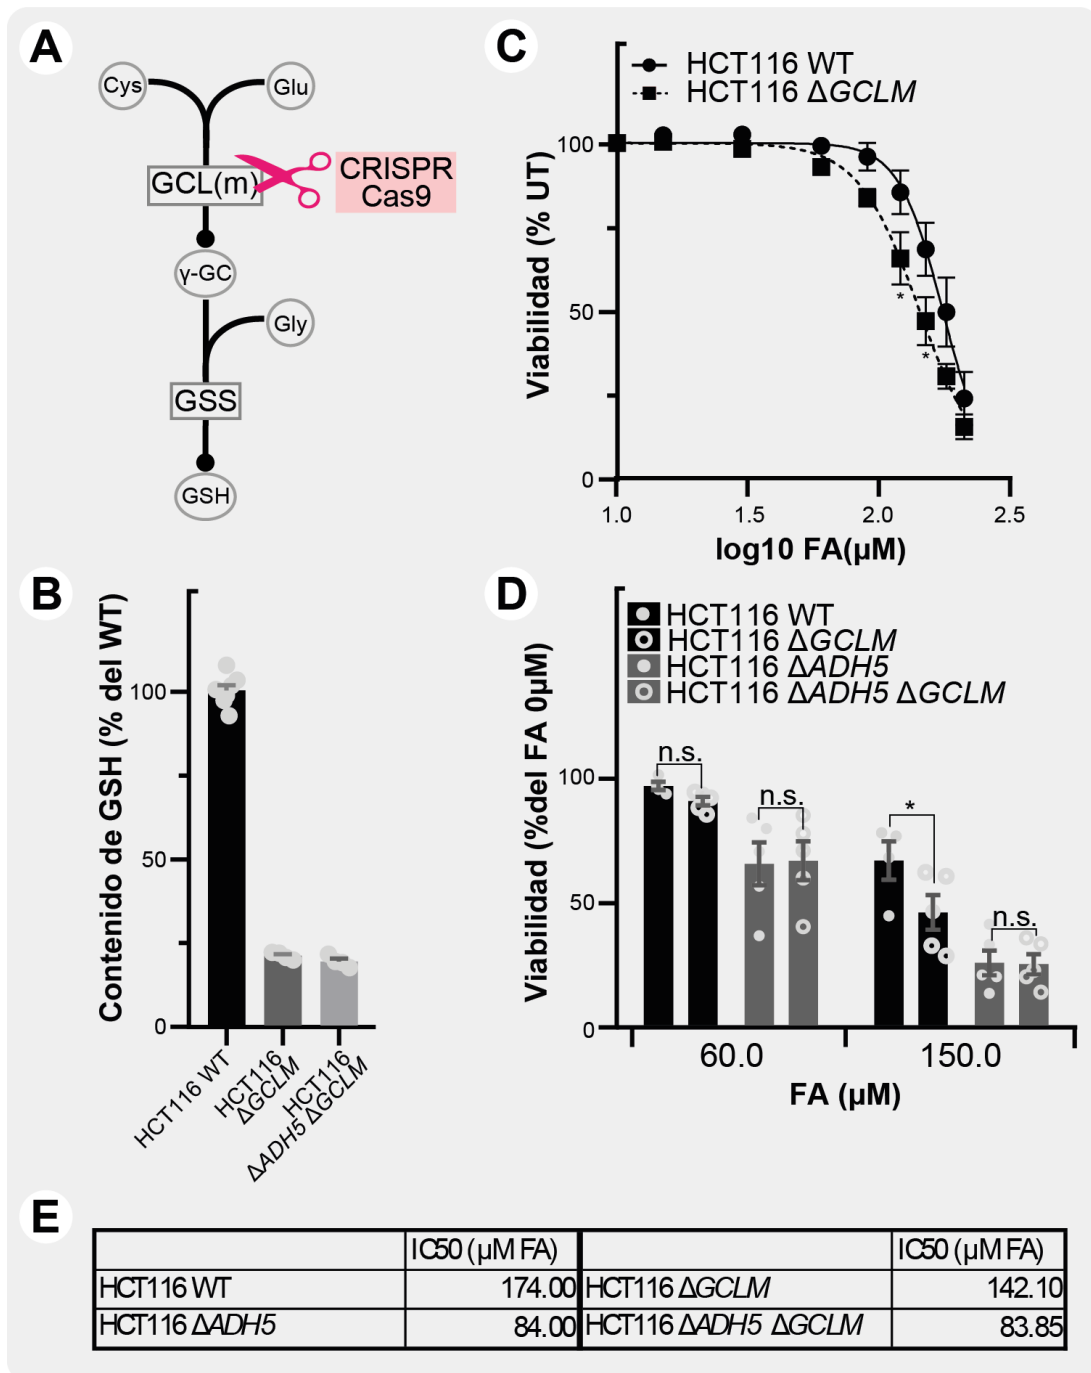 A
Cys
Glu
GCL(m)
CRISPR
Cas9
γ-GC
Gly
GSS
GSH
B
Contenido de GSH (% del WT)
100
50
0
HCT116 WT
HCT116
ΔGCLM
HCT116
ΔADH5 ΔGCLM
C
HCT116 WT
HCT116 ΔGCLM
Viabilidad (% UT)
100
50
0
*
*
1.0
1.5
2.0
2.5
log10 FA(µM)
D
HCT116 WT
HCT116 ΔGCLM
HCT116 ΔADH5
HCT116 ΔADH5 ΔGCLM
Viabilidad (%del FA 0µM)
100
50
0
n.s.
n.s.
*
n.s.
60.0
150.0
FA (µM)
E
IC50 (µM FA)
IC50 (µM FA)
HCT116 WT
174.00
HCT116 ΔGCLM
142.10
HCT116 ΔADH5
84.00
HCT116 ΔADH5 ΔGCLM
83.85